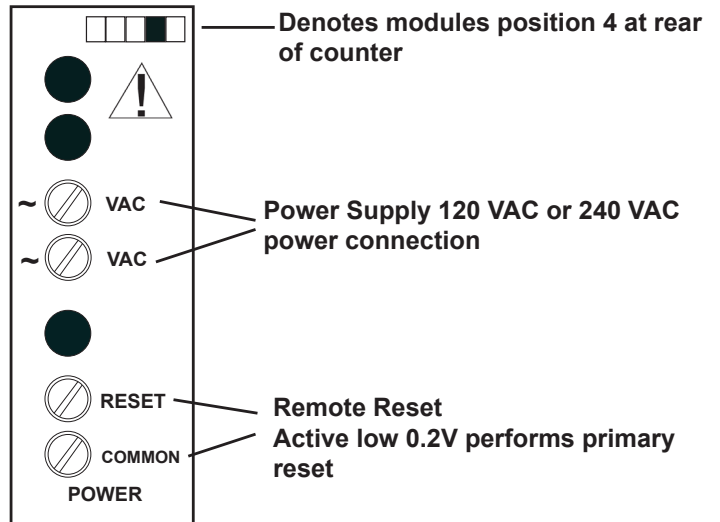 Denotes modules position 4 at rear
of counter
!
~ VAC
~ VAC
Power Supply 120 VAC or 240 VAC
power connection
RESET
COMMON
Remote Reset
Active low 0.2V performs primary
reset
POWER